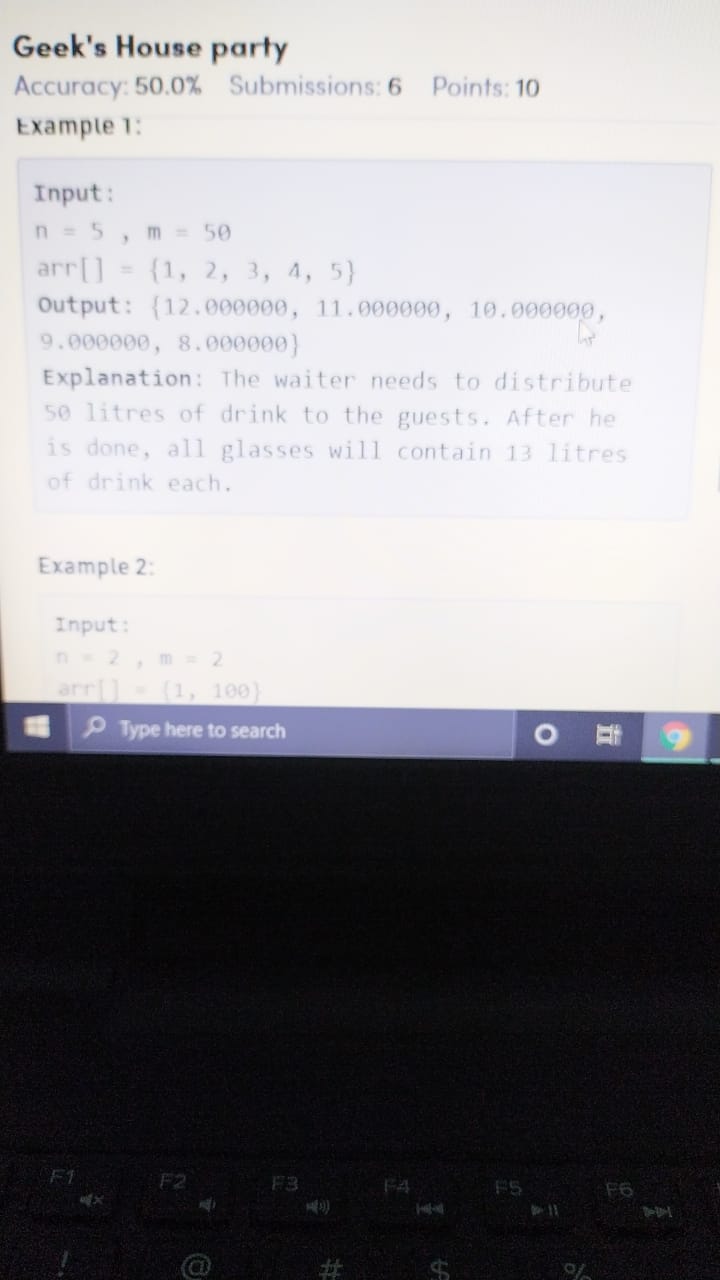 Geek's House party
Accuracy: 50.0% Submissions: 6 Points: 10
Example 1:
Input:
n = 5 , m = 50
arr[] = {1, 2, 3, 4, 5}
Output: {12.000000, 11.000000, 10.000000,
9.000000, 8.000000}
Explanation: The waiter needs to distribute
50 litres of drink to the guests. After he
is done, all glasses will contain 13 litres
of drink each.
Example 2:
Input:
n = 2 , m = 2
arr[] = {1, 100}
Type here to search
F1 F2 F3 F4 F5 F6
! @ # $ %